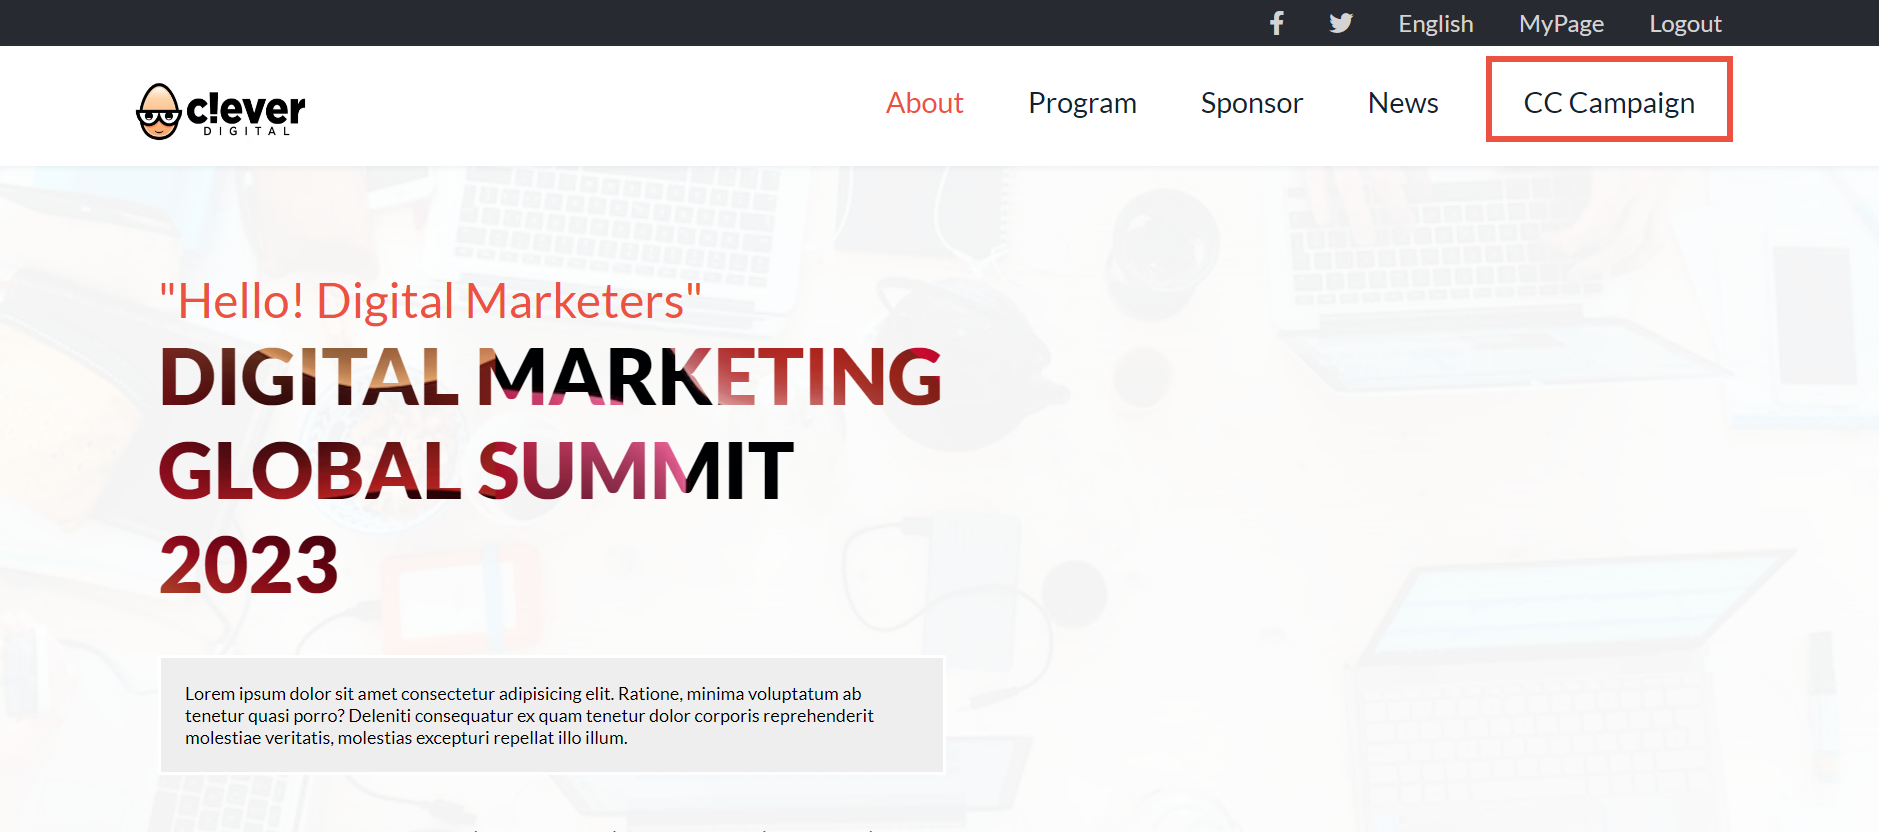 English MyPage Logout
c!ever
DIGITAL
About Program Sponsor News CC Campaign
"Hello! Digital Marketers"
DIGITAL MARKETING
GLOBAL SUMMIT
2023
Lorem ipsum dolor sit amet consectetur adipisicing elit. Ratione, minima voluptatum ab
tenetur quasi porro? Deleniti consequatur ex quam tenetur dolor corporis reprehenderit
molestiae veritatis, molestias excepturi repellat illo illum.